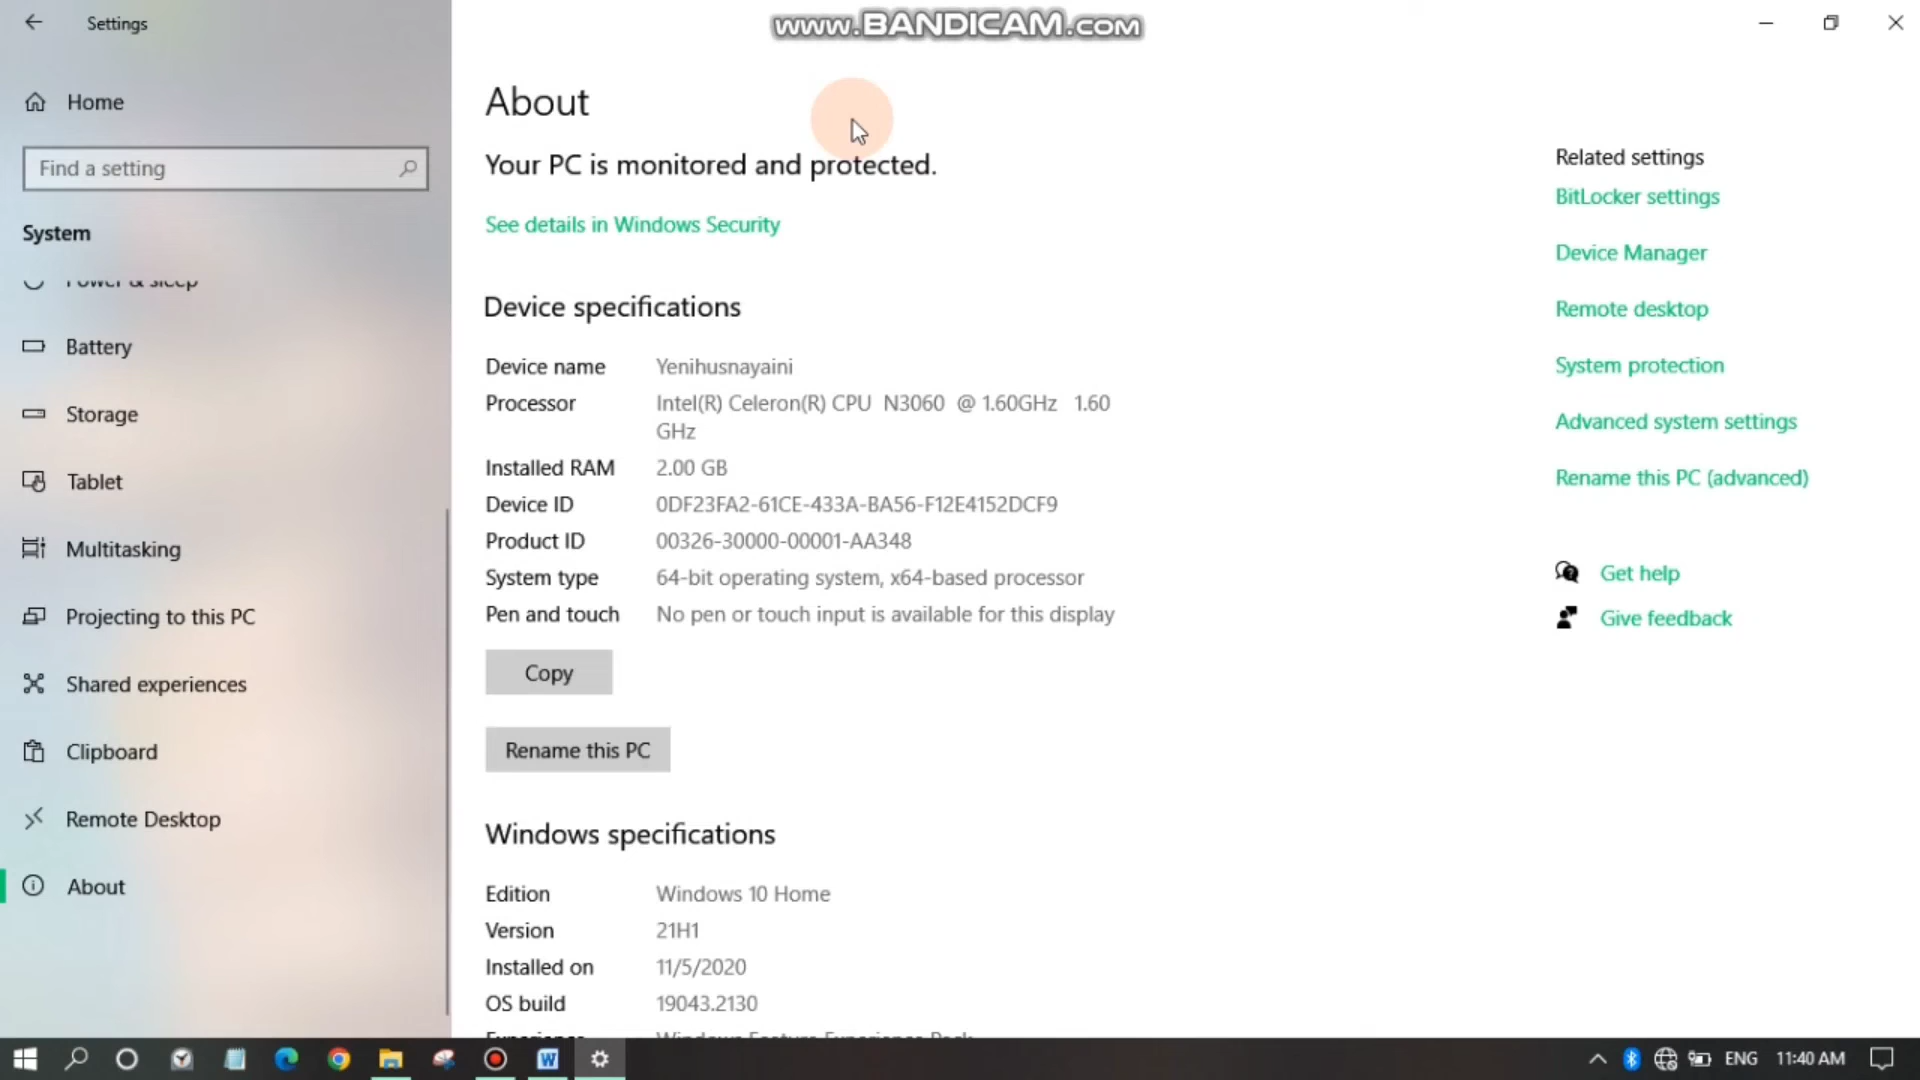 Settings
www.BANDICAM.com
Home
Find a setting
System
Power & sleep
Battery
Storage
Tablet
Multitasking
Projecting to this PC
Shared experiences
Clipboard
Remote Desktop
About
About
Your PC is monitored and protected.
See details in Windows Security
Device specifications
Device name Yenihusnayaini
Processor Intel(R) Celeron(R) CPU N3060 @ 1.60GHz 1.60
GHz
Installed RAM 2.00 GB
Device ID 0DF23FA2-61CE-433A-BA56-F12E4152DCF9
Product ID 00326-30000-00001-AA348
System type 64-bit operating system, x64-based processor
Pen and touch No pen or touch input is available for this display
Copy
Rename this PC
Windows specifications
Edition Windows 10 Home
Version 21H1
Installed on 11/5/2020
OS build 19043.2130
Experience Windows Feature Experience Pack
Related settings
BitLocker settings
Device Manager
Remote desktop
System protection
Advanced system settings
Rename this PC (advanced)
Get help
Give feedback
W
ENG 11:40 AM